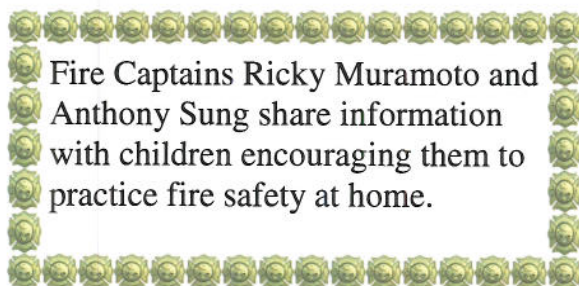 Fire Captains Ricky Muramoto and
Anthony Sung share information
with children encouraging them to
practice fire safety at home.